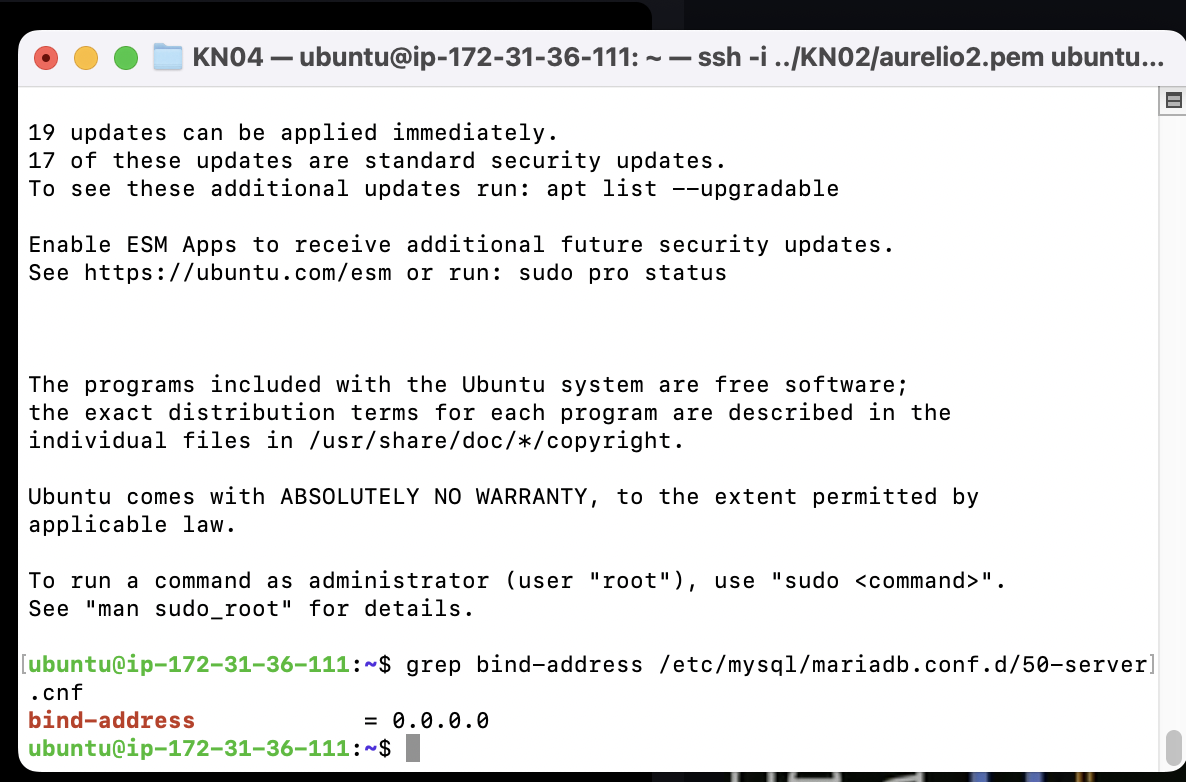 KN04 — ubuntu@ip-172-31-36-111: ~ — ssh -i ../KN02/aurelio2.pem ubuntu...
19 updates can be applied immediately.
17 of these updates are standard security updates.
To see these additional updates run: apt list --upgradable
Enable ESM Apps to receive additional future security updates.
See https://ubuntu.com/esm or run: sudo pro status
The programs included with the Ubuntu system are free software;
the exact distribution terms for each program are described in the
individual files in /usr/share/doc/*/copyright.
Ubuntu comes with ABSOLUTELY NO WARRANTY, to the extent permitted by
applicable law.
To run a command as administrator (user "root"), use "sudo <command>".
See "man sudo_root" for details.
[ubuntu@ip-172-31-36-111:~$ grep bind-address /etc/mysql/mariadb.conf.d/50-server]
.cnf
bind-address            = 0.0.0.0
ubuntu@ip-172-31-36-111:~$